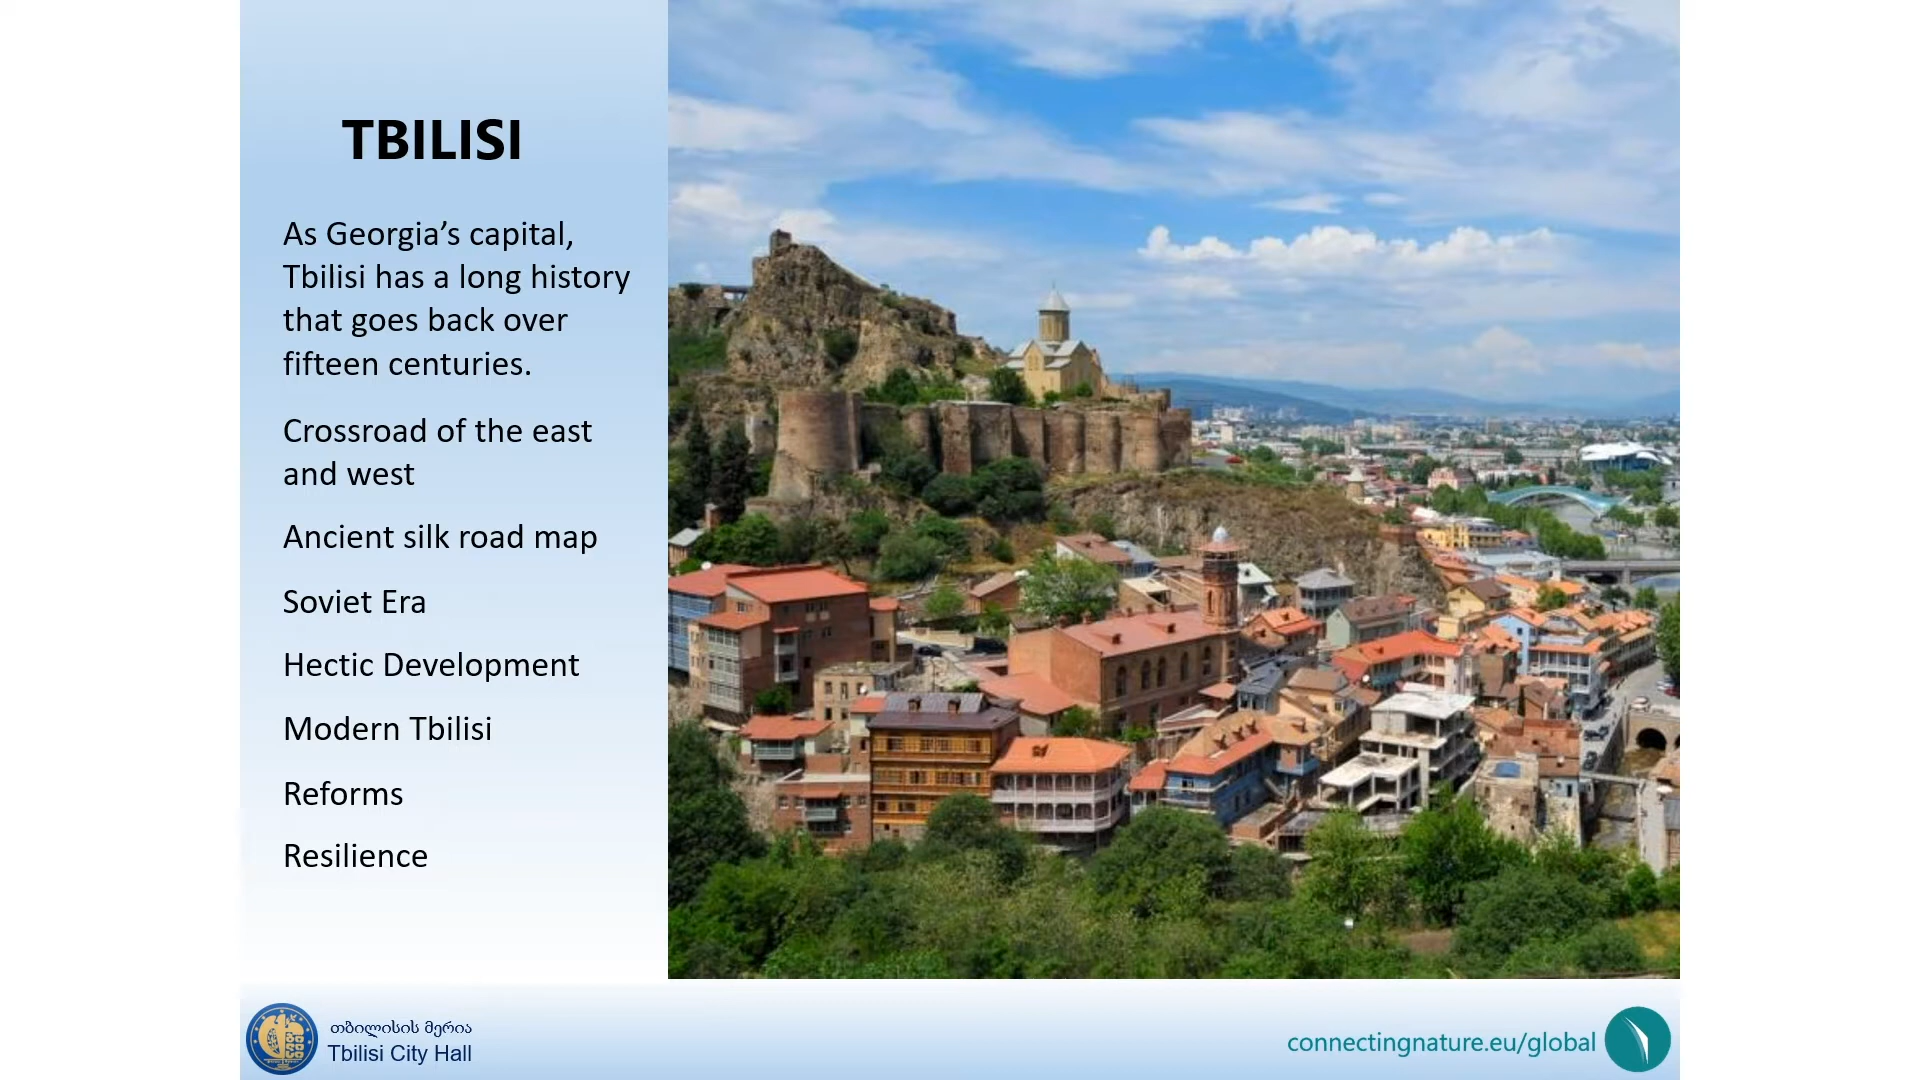 TBILISI
As Georgia’s capital,
Tbilisi has a long history
that goes back over
fifteen centuries.
Crossroad of the east
and west
Ancient silk road map
Soviet Era
Hectic Development
Modern Tbilisi
Reforms
Resilience
თბილისის მერია
Tbilisi City Hall
connectingnature.eu/global